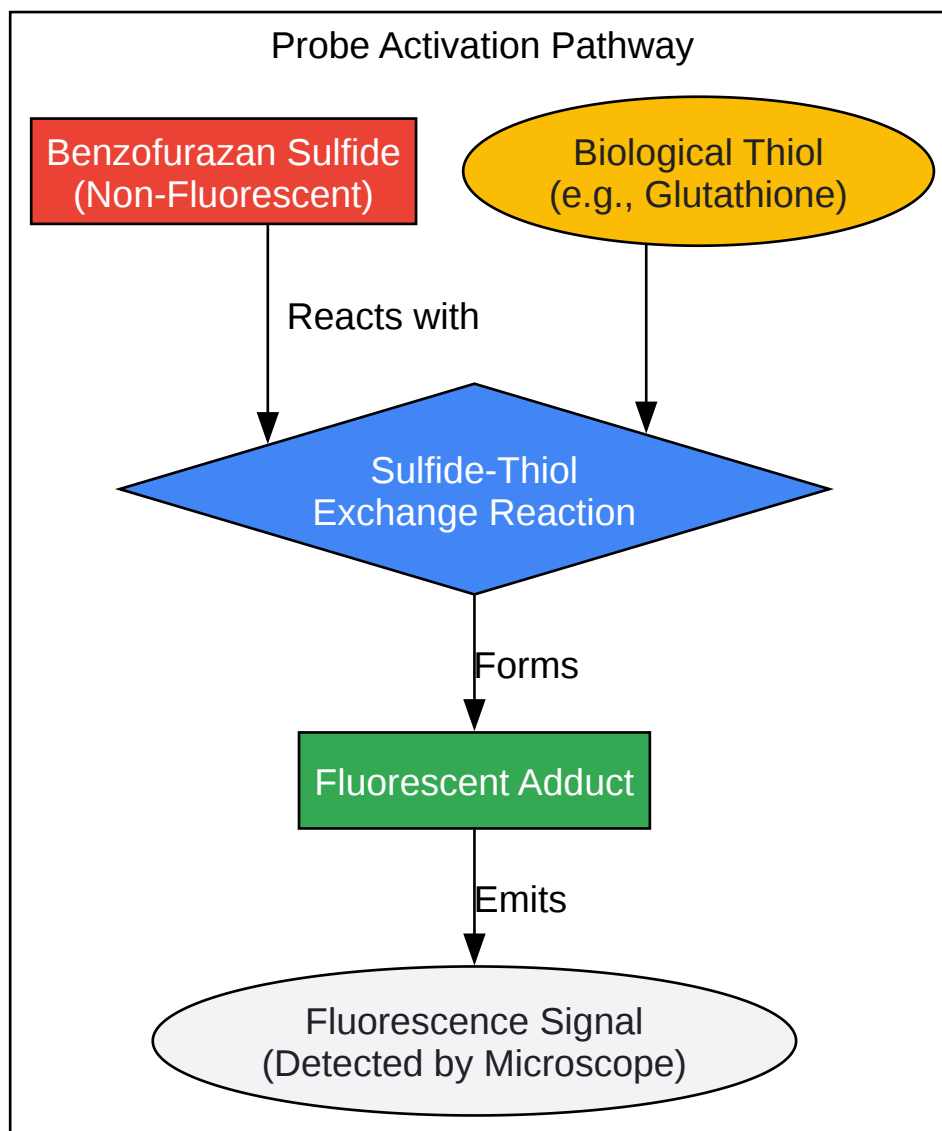 Probe Activation Pathway
Benzofurazan Sulfide
(Non-Fluorescent)
Biological Thiol
(e.g., Glutathione)
Reacts with
Sulfide-Thiol
Exchange Reaction
Forms
Fluorescent Adduct
Emits
Fluorescence Signal
(Detected by Microscope)